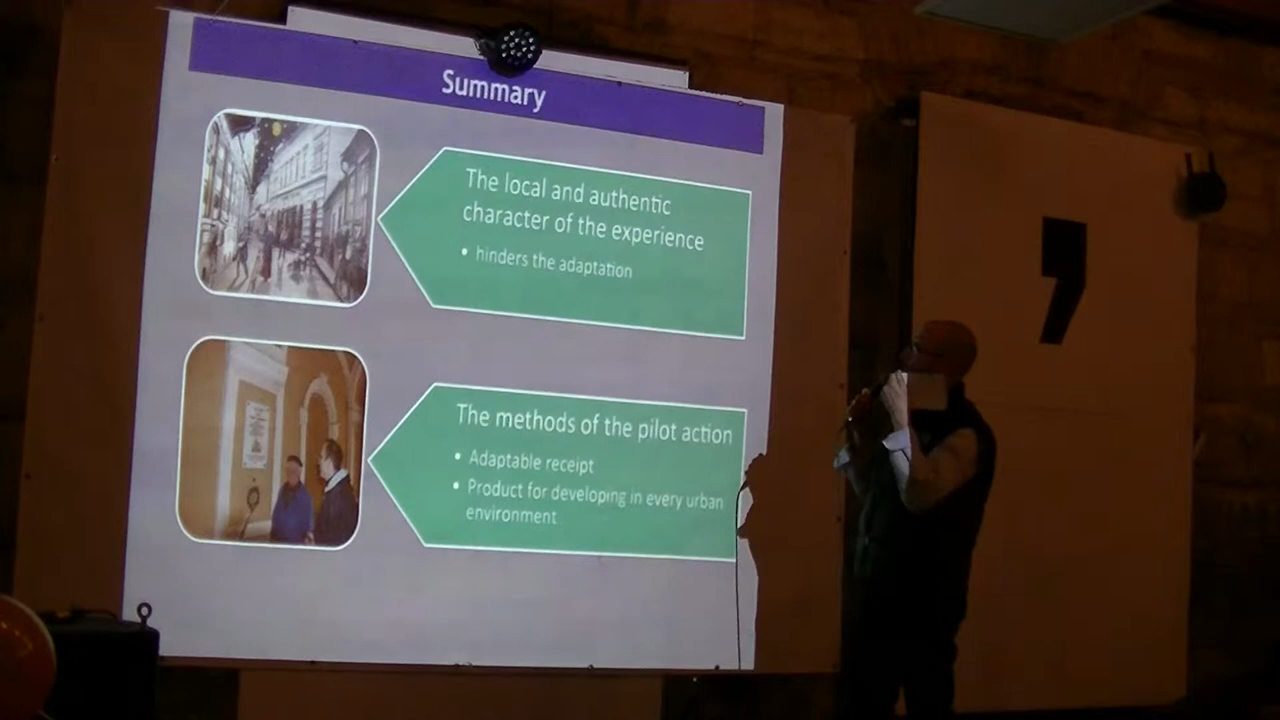 Summary
The local and authentic
character of the experience
• hinders the adaptation
The methods of the pilot action
• Adaptable receipt
• Product for developing in every urban
environment
,